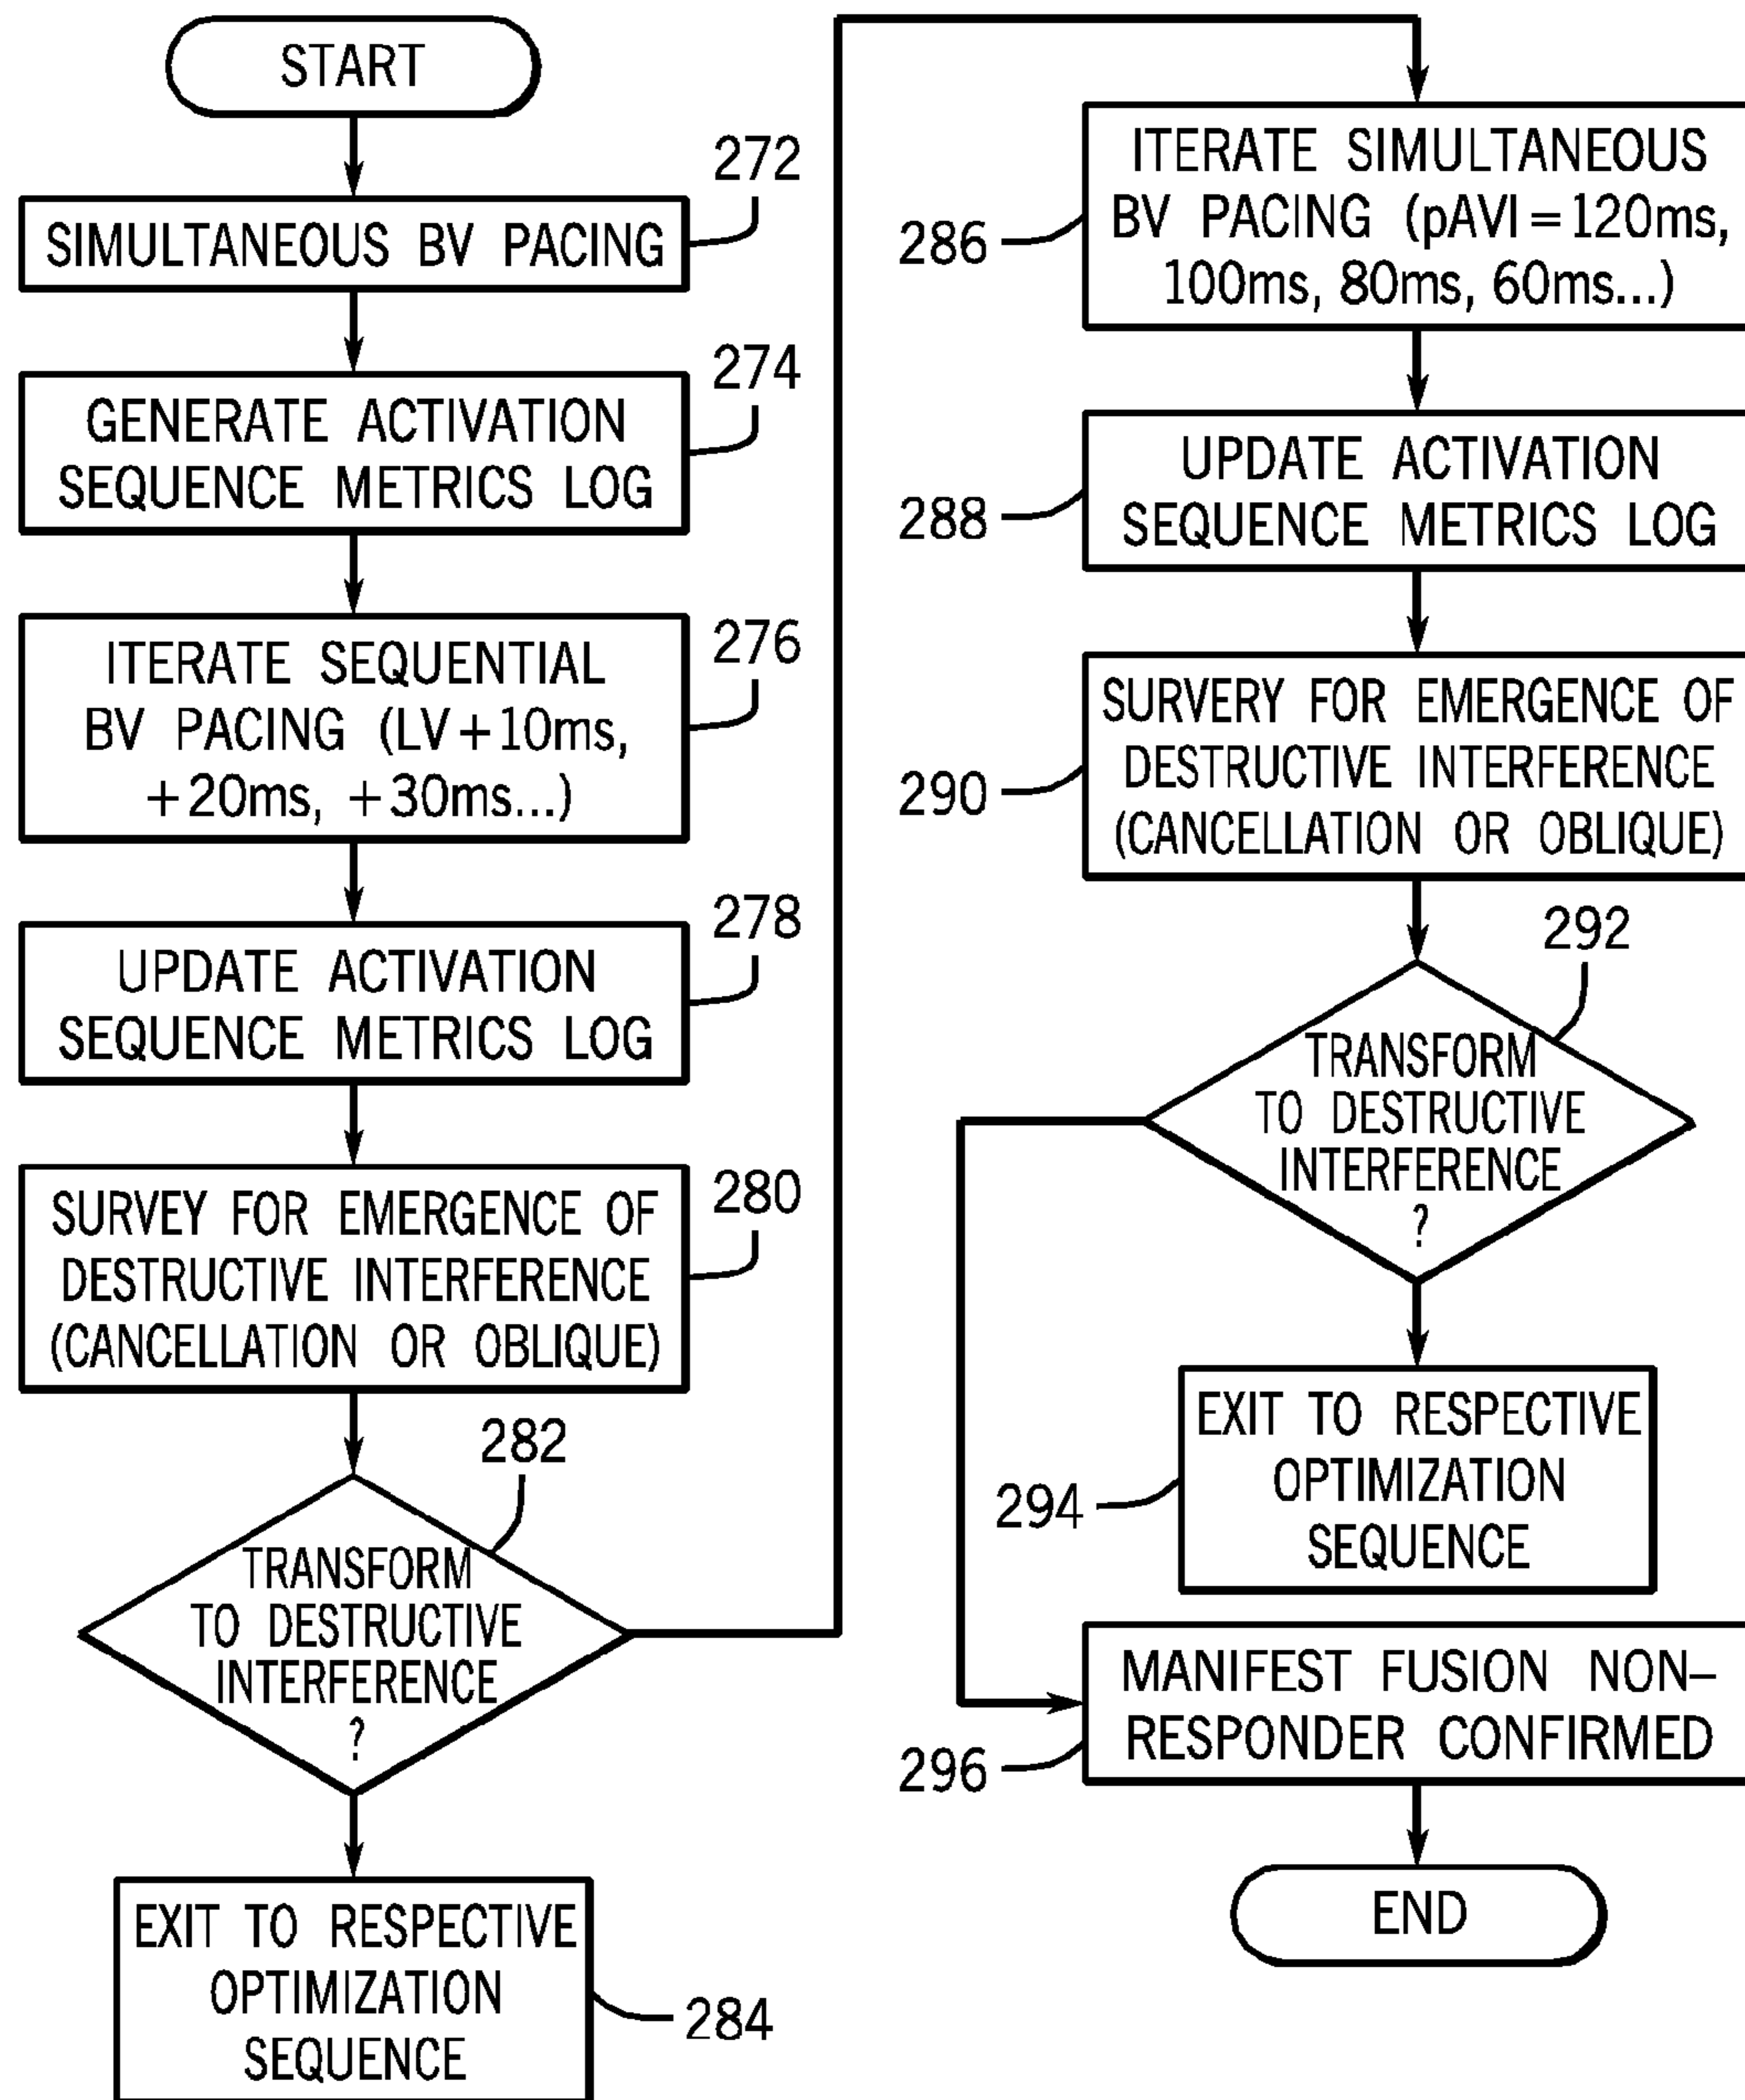 START
272
SIMULTANEOUS BV PACING
274
GENERATE ACTIVATION
SEQUENCE METRICS LOG
276
ITERATE SEQUENTIAL
BV PACING (LV+10ms,
+20ms, +30ms...)
278
UPDATE ACTIVATION
SEQUENCE METRICS LOG
280
SURVEY FOR EMERGENCE OF
DESTRUCTIVE INTERFERENCE
(CANCELLATION OR OBLIQUE)
282
TRANSFORM
TO DESTRUCTIVE
INTERFERENCE
?
EXIT TO RESPECTIVE
OPTIMIZATION
SEQUENCE
284
ITERATE SIMULTANEOUS
BV PACING (pAVI=120ms,
100ms, 80ms, 60ms...)
286
UPDATE ACTIVATION
SEQUENCE METRICS LOG
288
SURVERY FOR EMERGENCE OF
DESTRUCTIVE INTERFERENCE
(CANCELLATION OR OBLIQUE)
290
292
TRANSFORM
TO DESTRUCTIVE
INTERFERENCE
?
EXIT TO RESPECTIVE
OPTIMIZATION
SEQUENCE
294
MANIFEST FUSION NON–
RESPONDER CONFIRMED
296
END